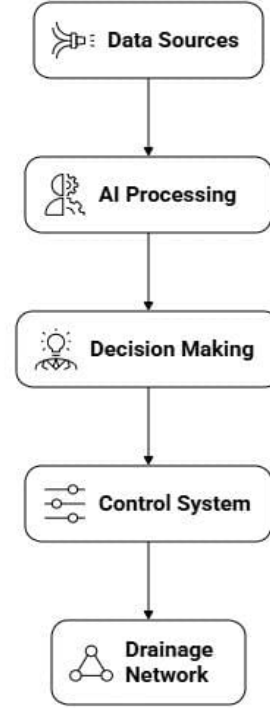 Data Sources
AI Processing
Decision Making
Control System
Drainage
Network